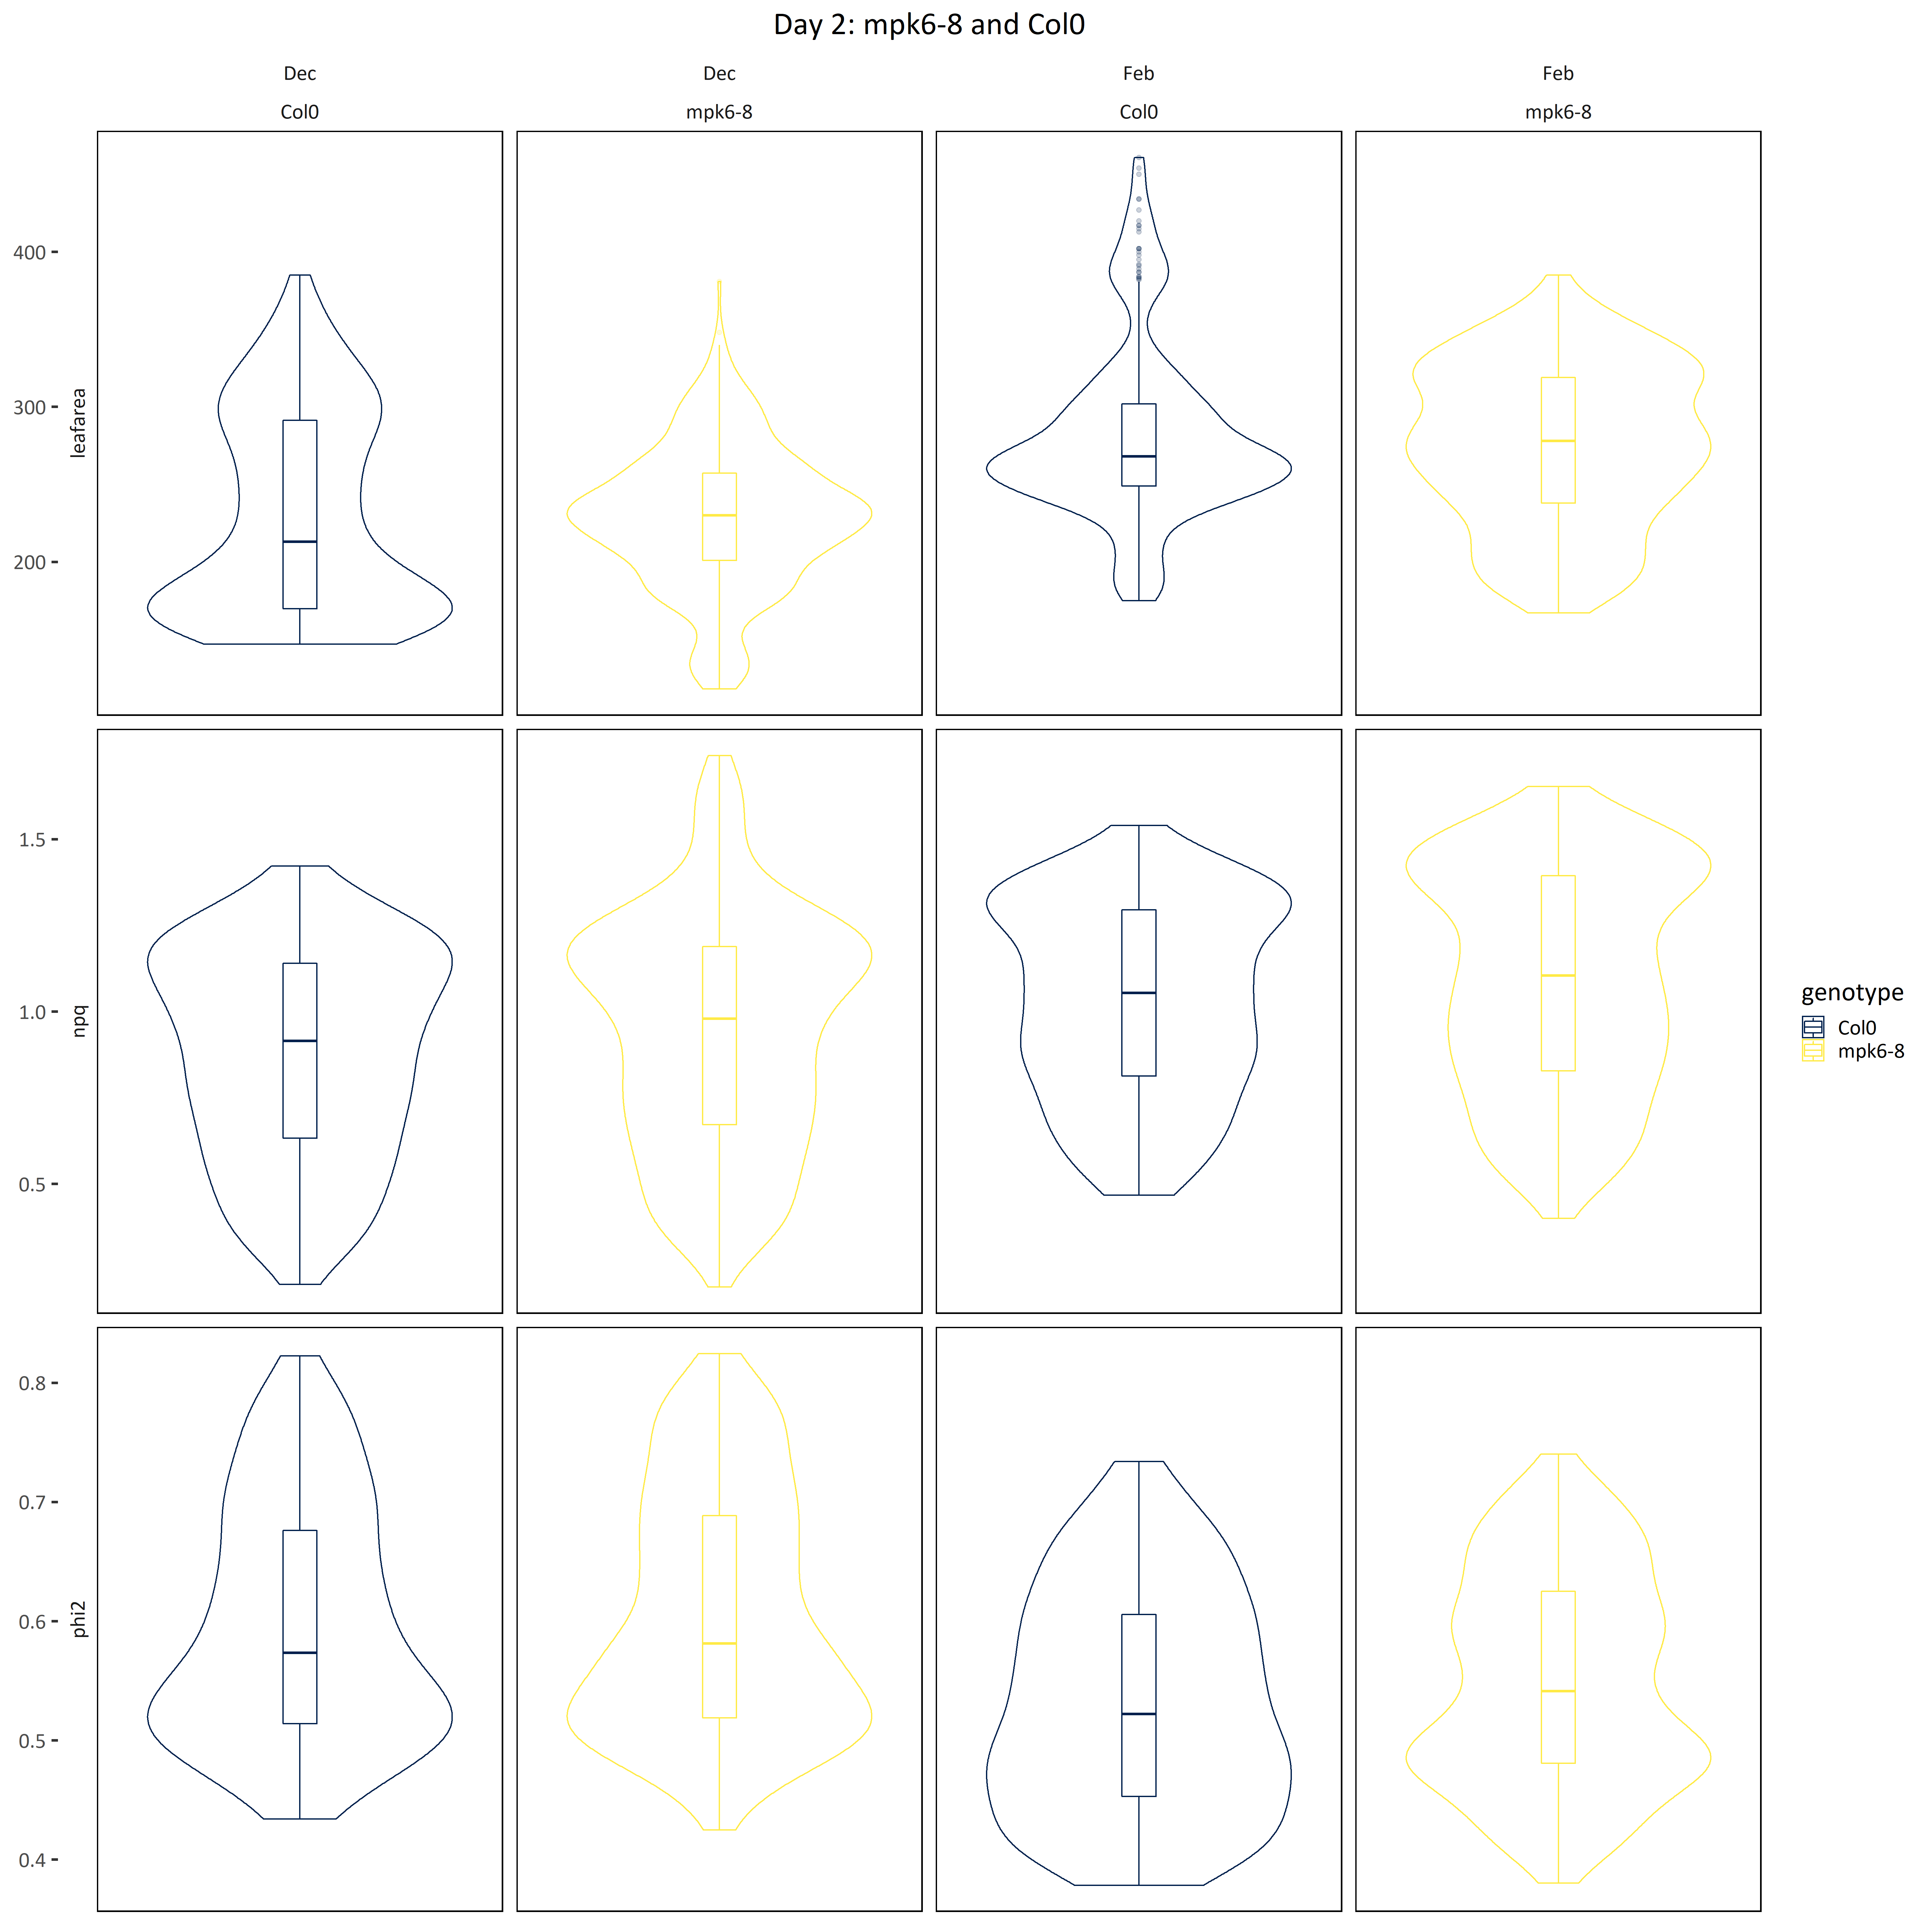 Day 2: mpk6-8 and Col0
Dec Dec Feb Feb
Col0 mpk6-8 Col0 mpk6-8
400
300
200
leafarea
1.5
1.0
0.5
npq
genotype
Col0
mpk6-8
0.8
0.7
0.6
0.5
0.4
phi2